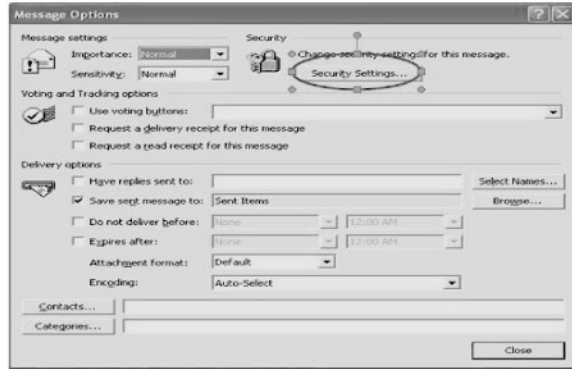 Message Options
Message settings
Security
Importance: Normal
Change security settings for this message.
Sensitivity: Normal
Security Settings...
Voting and Tracking options
Use voting buttons:
Request a delivery receipt for this message
Request a read receipt for this message
Delivery options
Have replies sent to:
Select Names...
Save sent message to: Sent Items
Browse...
Do not deliver before: None 12:00 AM
Expires after: None 12:00 AM
Attachment format: Default
Encoding: Auto-Select
Contacts...
Categories...
Close